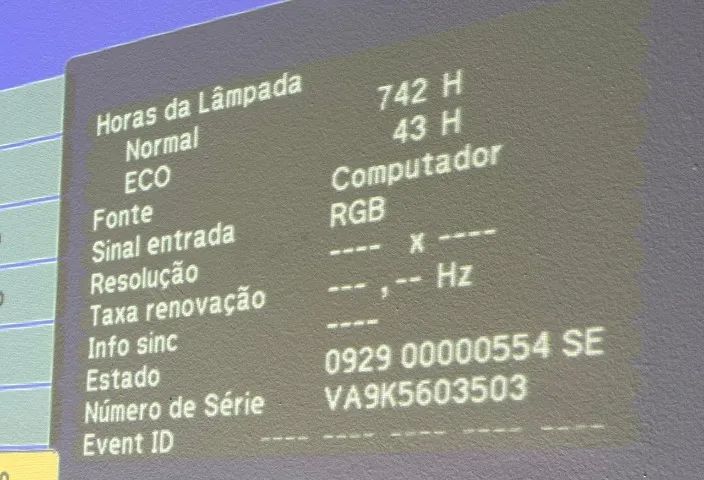 Horas da Lâmpada
Normal 742 H
ECO 43 H
Fonte Computador
Sinal entrada RGB
Resolução ---- x ----
Taxa renovação --- ,-- Hz
Info sinc ----
Estado 0929 00000554 SE
Número de Série VA9K5603503
Event ID ---- ---- ---- ---- ----